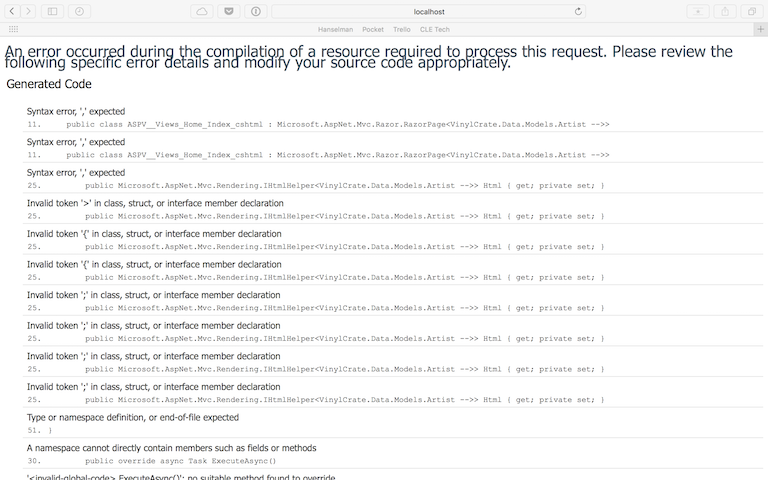 localhost
Hanselman Pocket Trello CLE Tech
An error occurred during the compilation of a resource required to process this request. Please review the
following specific error details and modify your source code appropriately.
Generated Code
Syntax error, ',' expected
11. public class ASPV__Views_Home_Index_cshtml : Microsoft.AspNet.Mvc.Razor.RazorPage<VinylCrate.Data.Models.Artist -->>
Syntax error, ',' expected
11. public class ASPV__Views_Home_Index_cshtml : Microsoft.AspNet.Mvc.Razor.RazorPage<VinylCrate.Data.Models.Artist -->>
Syntax error, ',' expected
25. public Microsoft.AspNet.Mvc.Rendering.IHtmlHelper<VinylCrate.Data.Models.Artist -->> Html { get; private set; }
Invalid token '>' in class, struct, or interface member declaration
25. public Microsoft.AspNet.Mvc.Rendering.IHtmlHelper<VinylCrate.Data.Models.Artist -->> Html { get; private set; }
Invalid token '{' in class, struct, or interface member declaration
25. public Microsoft.AspNet.Mvc.Rendering.IHtmlHelper<VinylCrate.Data.Models.Artist -->> Html { get; private set; }
Invalid token '{' in class, struct, or interface member declaration
25. public Microsoft.AspNet.Mvc.Rendering.IHtmlHelper<VinylCrate.Data.Models.Artist -->> Html { get; private set; }
Invalid token ';' in class, struct, or interface member declaration
25. public Microsoft.AspNet.Mvc.Rendering.IHtmlHelper<VinylCrate.Data.Models.Artist -->> Html { get; private set; }
Invalid token ';' in class, struct, or interface member declaration
25. public Microsoft.AspNet.Mvc.Rendering.IHtmlHelper<VinylCrate.Data.Models.Artist -->> Html { get; private set; }
Invalid token ';' in class, struct, or interface member declaration
25. public Microsoft.AspNet.Mvc.Rendering.IHtmlHelper<VinylCrate.Data.Models.Artist -->> Html { get; private set; }
Invalid token ';' in class, struct, or interface member declaration
25. public Microsoft.AspNet.Mvc.Rendering.IHtmlHelper<VinylCrate.Data.Models.Artist -->> Html { get; private set; }
Type or namespace definition, or end-of-file expected
51. }
A namespace cannot directly contain members such as fields or methods
30. public override async Task ExecuteAsync()
'<invalid-global-code>.ExecuteAsync()': no suitable method found to override